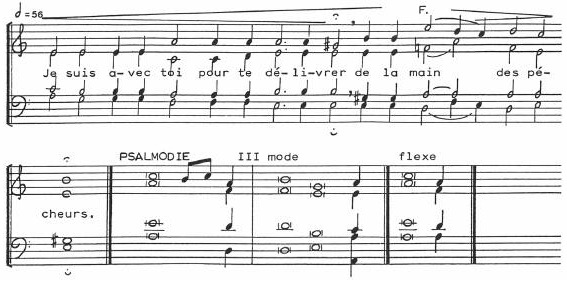 =56 F.
Je suis a-vec toi pour te dé-li-vrer de la main des pé-
PSALMODIE III mode flexe
cheurs.